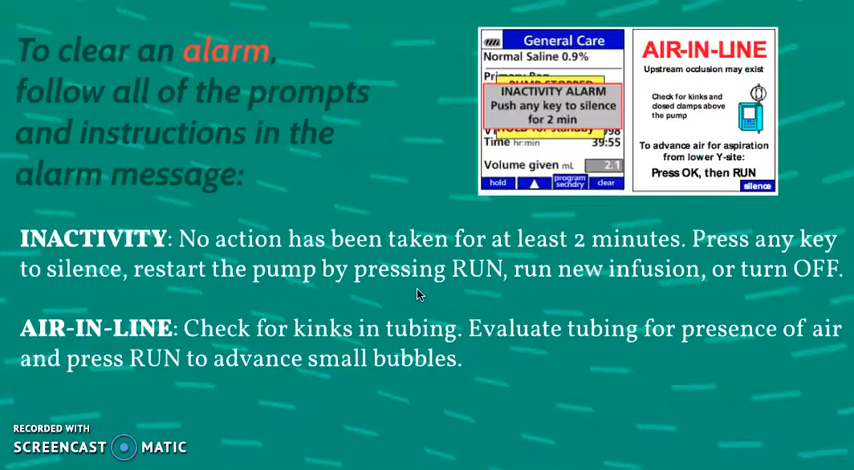 To clear an alarm,
follow all of the prompts
and instructions in the
alarm message:
General Care
Normal Saline 0.9%
INACTIVITY ALARM
Push any key to silence
for 2 min
Time hr:min 39:55
Volume given mL 2.1
hold program secndry clear
AIR-IN-LINE
Upstream occlusion may exist
Check for kinks and
closed clamps above
the pump
To advance air for aspiration
from lower Y-site:
Press OK, then RUN
silence
INACTIVITY: No action has been taken for at least 2 minutes. Press any key
to silence, restart the pump by pressing RUN, run new infusion, or turn OFF.
AIR-IN-LINE: Check for kinks in tubing. Evaluate tubing for presence of air
and press RUN to advance small bubbles.
RECORDED WITH
SCREENCAST MATIC